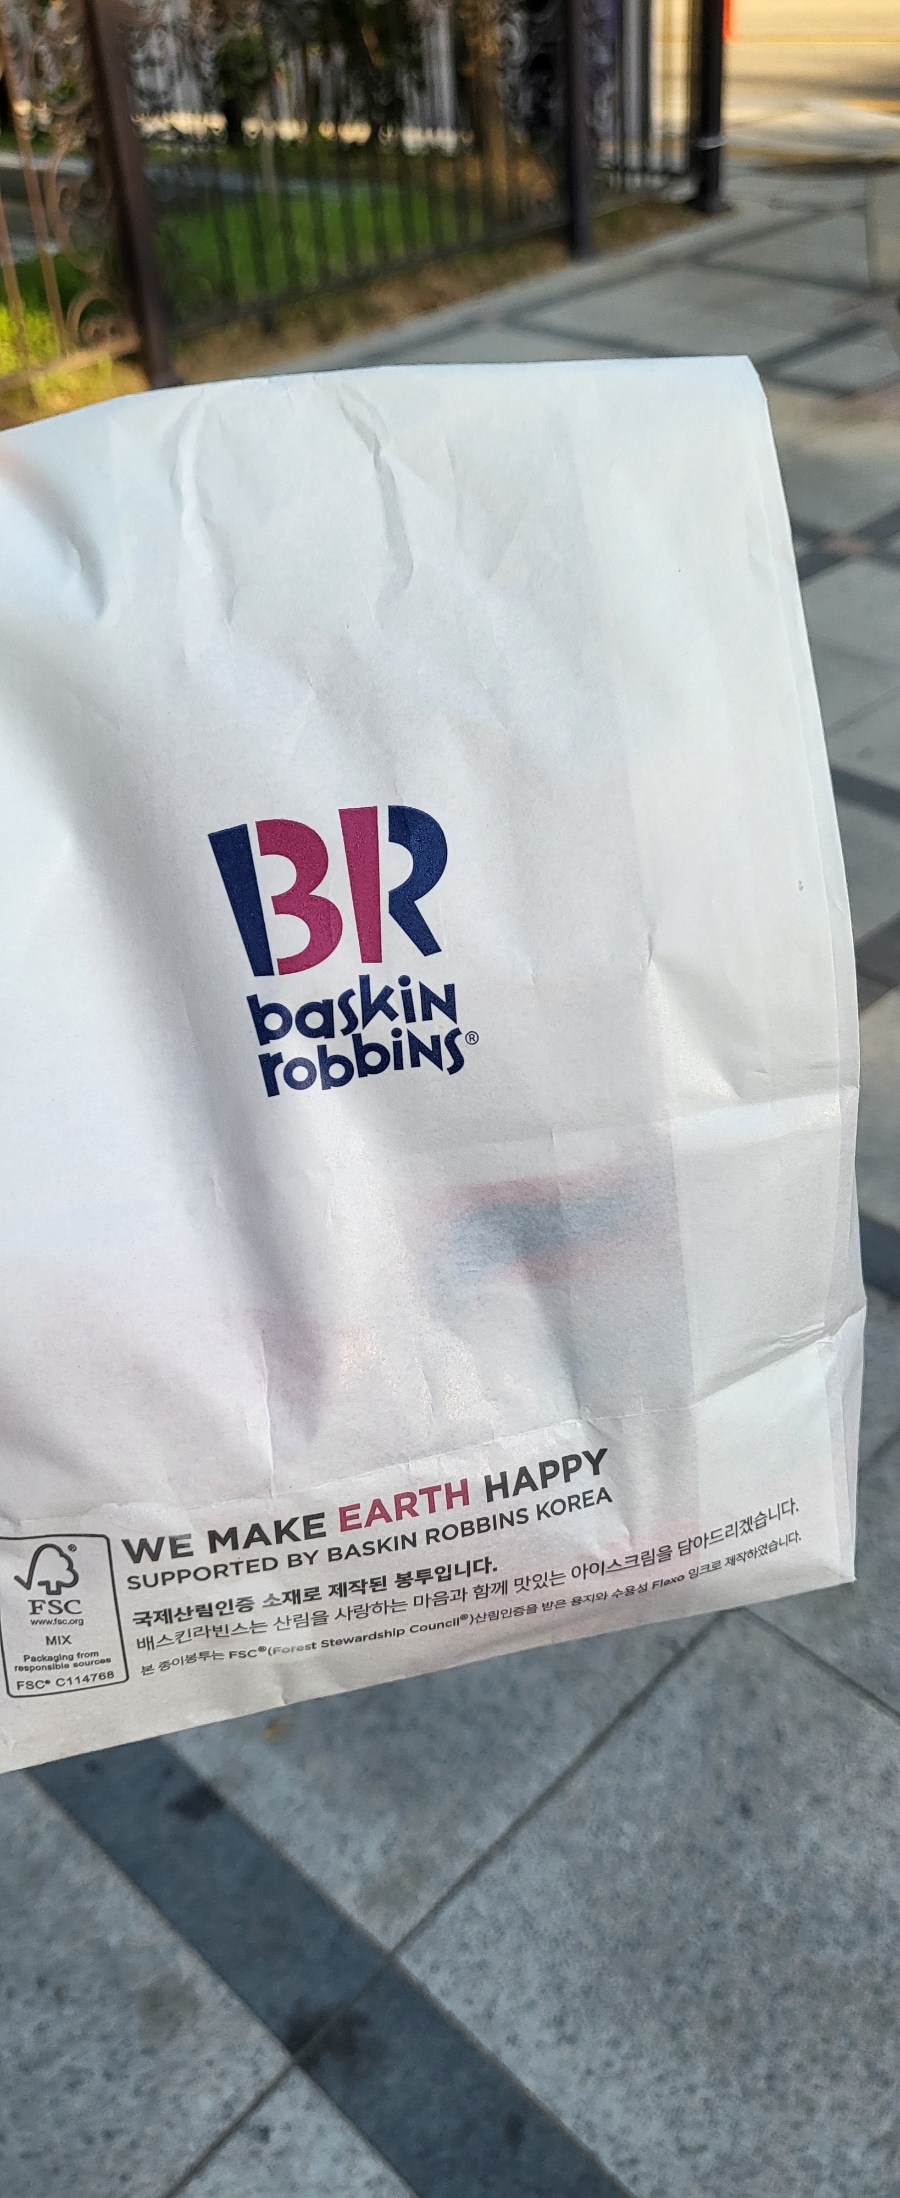 BR
baskin
robbins®
WE MAKE EARTH HAPPY
SUPPORTED BY BASKIN ROBBINS KOREA
국제산림인증 소재로 제작된 봉투입니다.
배스킨라빈스는 산림을 사랑하는 마음과 함께 맛있는 아이스크림을 담아드리겠습니다.
본 종이봉투는 FSC®(Forest Stewardship Council®)산림인증을 받은 용지와 수용성 Flexo 잉크로 제작하였습니다.
FSC
www.fsc.org
MIX
Packaging from
responsible sources
FSC® C114768